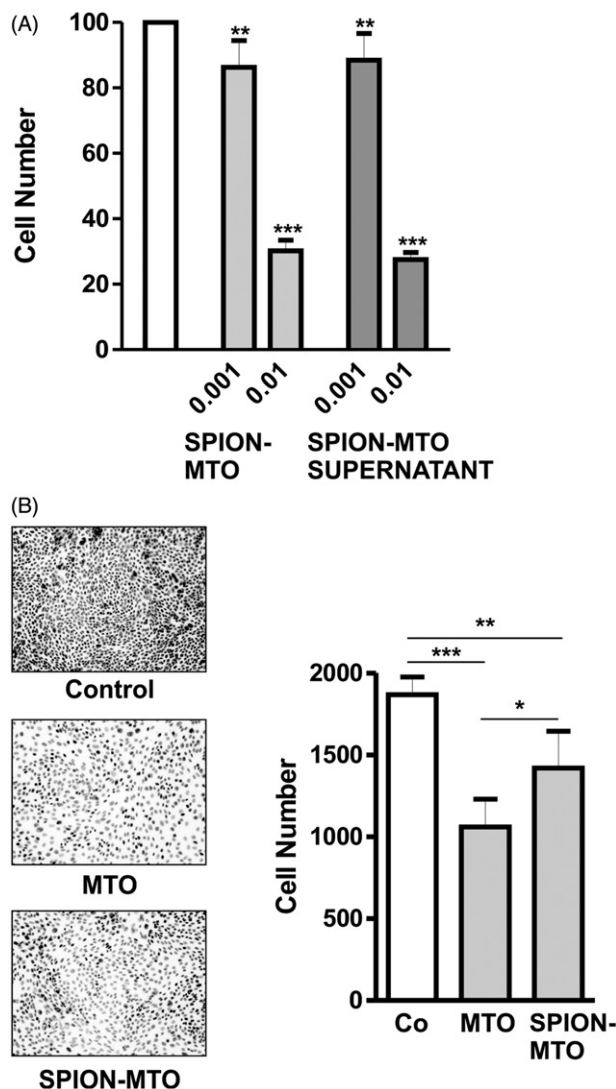 (A)
100
80
60
40
20
0
Cell Number
**
***
**
***
0.001
0.01
0.001
0.01
SPION-
MTO
SPION-MTO
SUPERNATANT
(B)
Control
MTO
SPION-MTO
**
***
*
2000
1500
1000
500
0
Cell Number
Co
MTO
SPION-
MTO